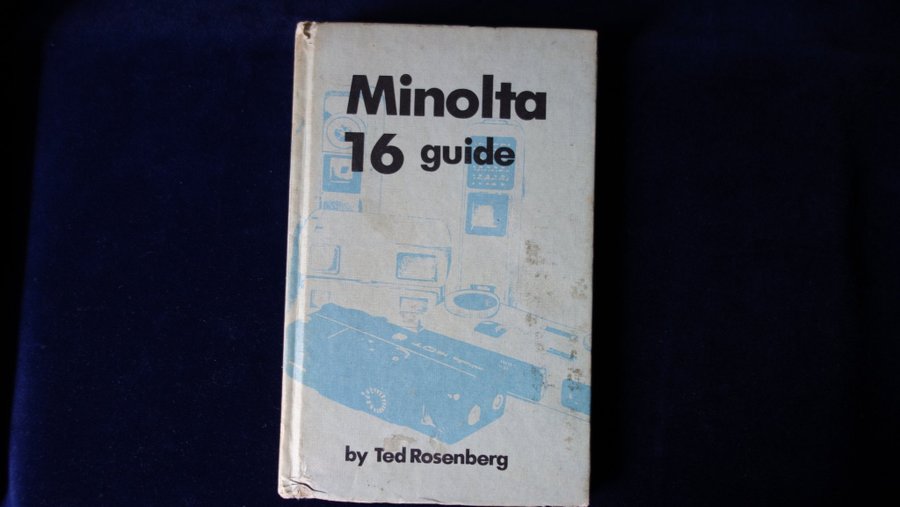 Minolta
16 guide
by Ted Rosenberg